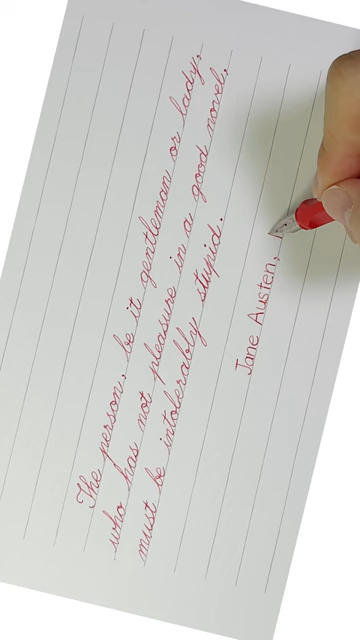 The person, be it gentleman or lady,
who has not pleasure in a good novel,
must be intolerably stupid.
Jane Austen,